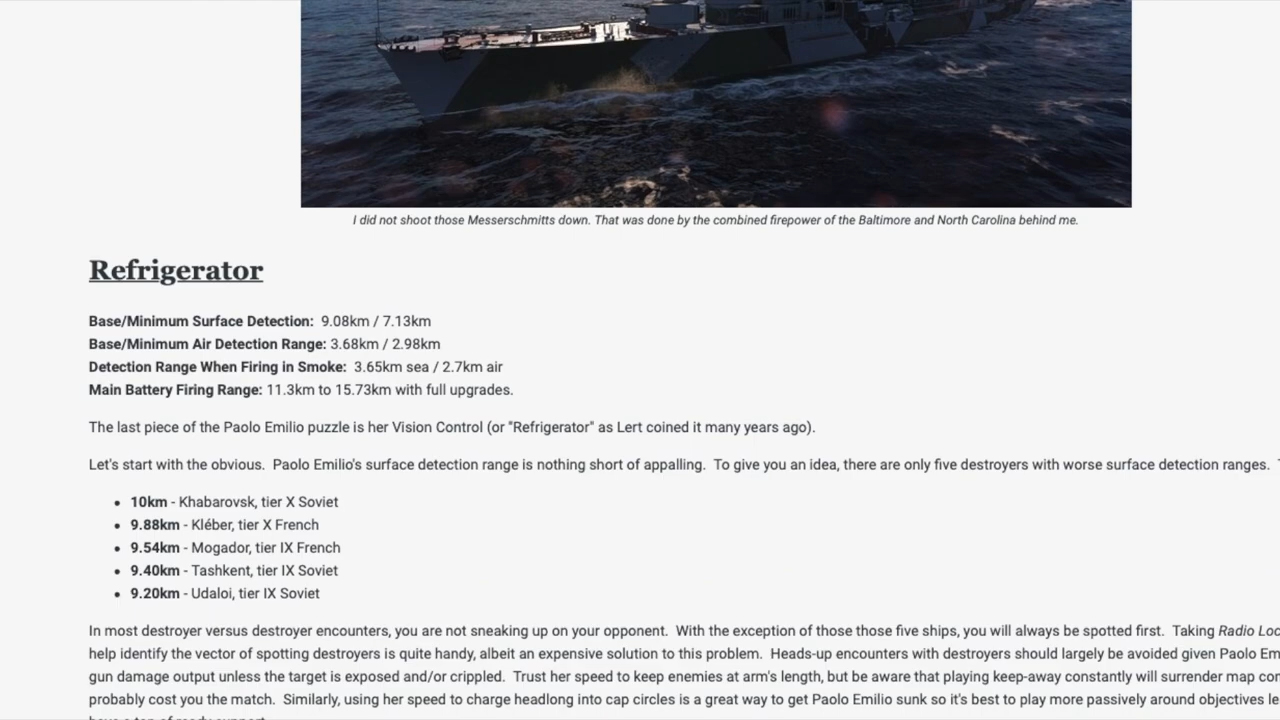 I did not shoot those Messerschmitts down. That was done by the combined firepower of the Baltimore and North Carolina behind me.
Refrigerator
Base/Minimum Surface Detection: 9.08km / 7.13km
Base/Minimum Air Detection Range: 3.68km / 2.98km
Detection Range When Firing in Smoke: 3.65km sea / 2.7km air
Main Battery Firing Range: 11.3km to 15.73km with full upgrades.
The last piece of the Paolo Emilio puzzle is her Vision Control (or "Refrigerator" as Lert coined it many years ago).
Let's start with the obvious. Paolo Emilio's surface detection range is nothing short of appalling. To give you an idea, there are only five destroyers with worse surface detection ranges.
• 10km - Khabarovsk, tier X Soviet
• 9.88km - Kléber, tier X French
• 9.54km - Mogador, tier IX French
• 9.40km - Tashkent, tier IX Soviet
• 9.20km - Udaloi, tier IX Soviet
In most destroyer versus destroyer encounters, you are not sneaking up on your opponent. With the exception of those those five ships, you will always be spotted first. Taking Radio Loc
help identify the vector of spotting destroyers is quite handy, albeit an expensive solution to this problem. Heads-up encounters with destroyers should largely be avoided given Paolo Em
gun damage output unless the target is exposed and/or crippled. Trust her speed to keep enemies at arm's length, but be aware that playing keep-away constantly will surrender map con
probably cost you the match. Similarly, using her speed to charge headlong into cap circles is a great way to get Paolo Emilio sunk so it's best to play more passively around objectives le